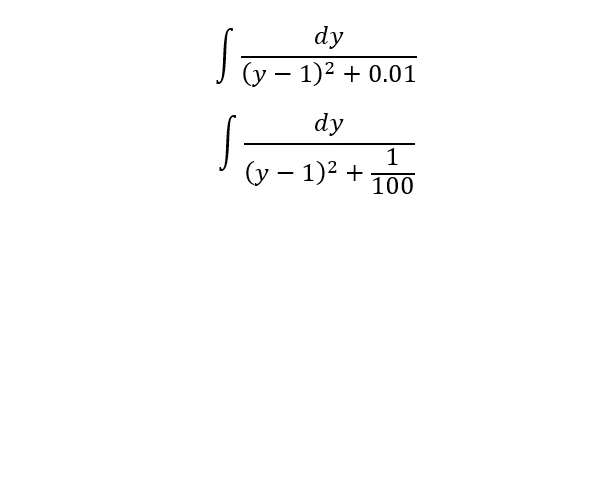 ∫ dy / ((y − 1)² + 0.01)
∫ dy / ((y − 1)² + 1/100)